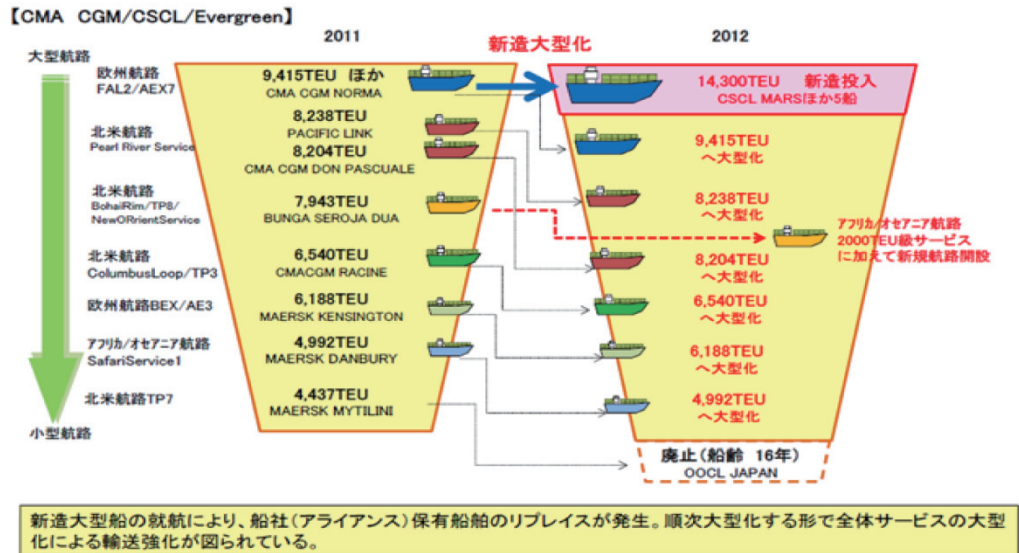 【CMA CGM/CSCL/Evergreen】
2011
新造大型化
2012
大型航路
欧州航路
FAL2/AEX7
9,415TEU ほか
CMA CGM NORMA
14,300TEU 新造投入
CSCL MARSほか5船
北米航路
Pearl River Service
8,238TEU
PACIFIC LINK
8,204TEU
CMA CGM DON PASCUALE
9,415TEU
へ大型化
北米航路
BohaiRim/TP8/
NewORrientService
7,943TEU
BUNGA SEROJA DUA
8,238TEU
へ大型化
アフリカ/オセアニア航路
2000TEU級サービス
に加えて新規航路開設
北米航路
ColumbusLoop/TP3
6,540TEU
CMACGM RACINE
8,204TEU
へ大型化
欧州航路BEX/AE3
6,188TEU
MAERSK KENSINGTON
6,540TEU
へ大型化
アフリカ/オセアニア航路
SafariService1
4,992TEU
MAERSK DANBURY
6,188TEU
へ大型化
北米航路TP7
4,437TEU
MAERSK MYTILINI
4,992TEU
へ大型化
小型航路
廃止(船齢 16年)
OOCL JAPAN
新造大型船の就航により、船社(アライアンス)保有船舶のリプレイスが発生。順次大型化する形で全体サービスの大型
化による輸送強化が図られている。